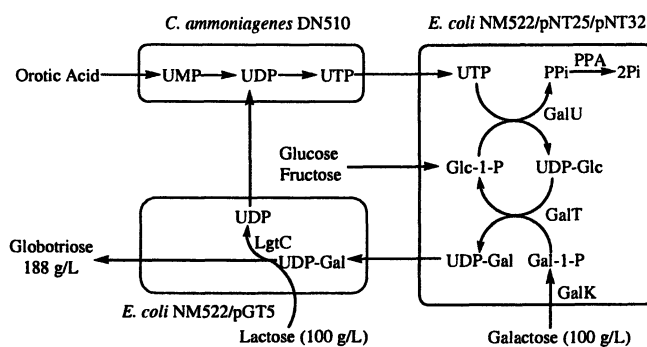 C. ammoniagenes DN510
E. coli NM522/pNT25/pNT32
Orotic Acid
UMP
UDP
UTP
UTP
PPi
PPA
2Pi
GalU
Glucose
Fructose
Glc-1-P
UDP-Glc
GalT
UDP
LgtC
UDP-Gal
UDP-Gal
Gal-1-P
GalK
Globotriose
188 g/L
E. coli NM522/pGT5
Lactose (100 g/L)
Galactose (100 g/L)